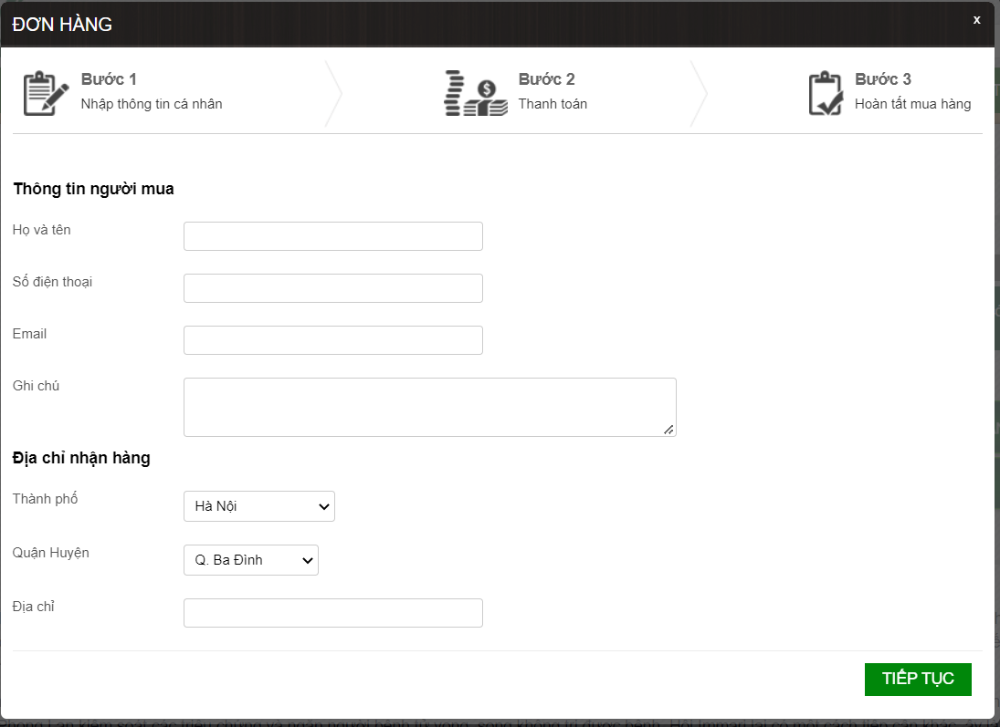 ĐƠN HÀNG
x
Bước 1
Nhập thông tin cá nhân
Bước 2
Thanh toán
Bước 3
Hoàn tất mua hàng
Thông tin người mua
Họ và tên
Số điện thoại
Email
Ghi chú
Địa chỉ nhận hàng
Thành phố
Hà Nội
Quận Huyện
Q. Ba Đình
Địa chỉ
TIẾP TỤC